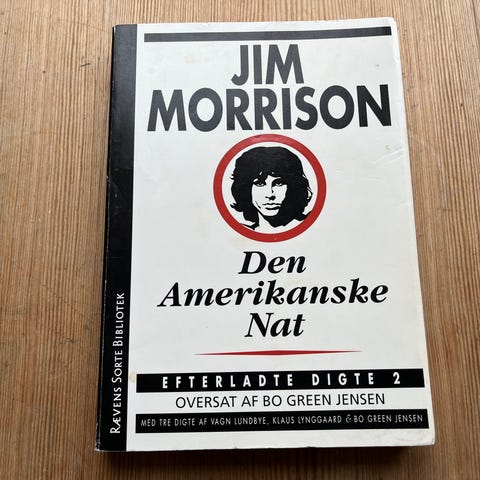 JIM
MORRISON
Den
Amerikanske
Nat
EFTERLADTE DIGTE 2
OVERSAT AF BO GREEN JENSEN
MED TRE DIGTE AF VAGN LUNDBYE, KLAUS LYNGGAARD & BO GREEN JENSEN
RÆVENS SORTE BIBLIOTEK